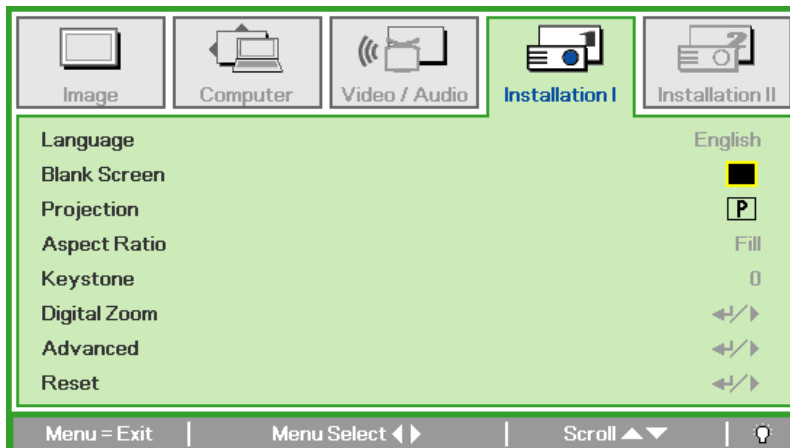 Image
Computer
Video / Audio
Installation I
Installation II
Language English
Blank Screen
Projection P
Aspect Ratio Fill
Keystone 0
Digital Zoom
Advanced
Reset
Menu = Exit Menu Select Scroll